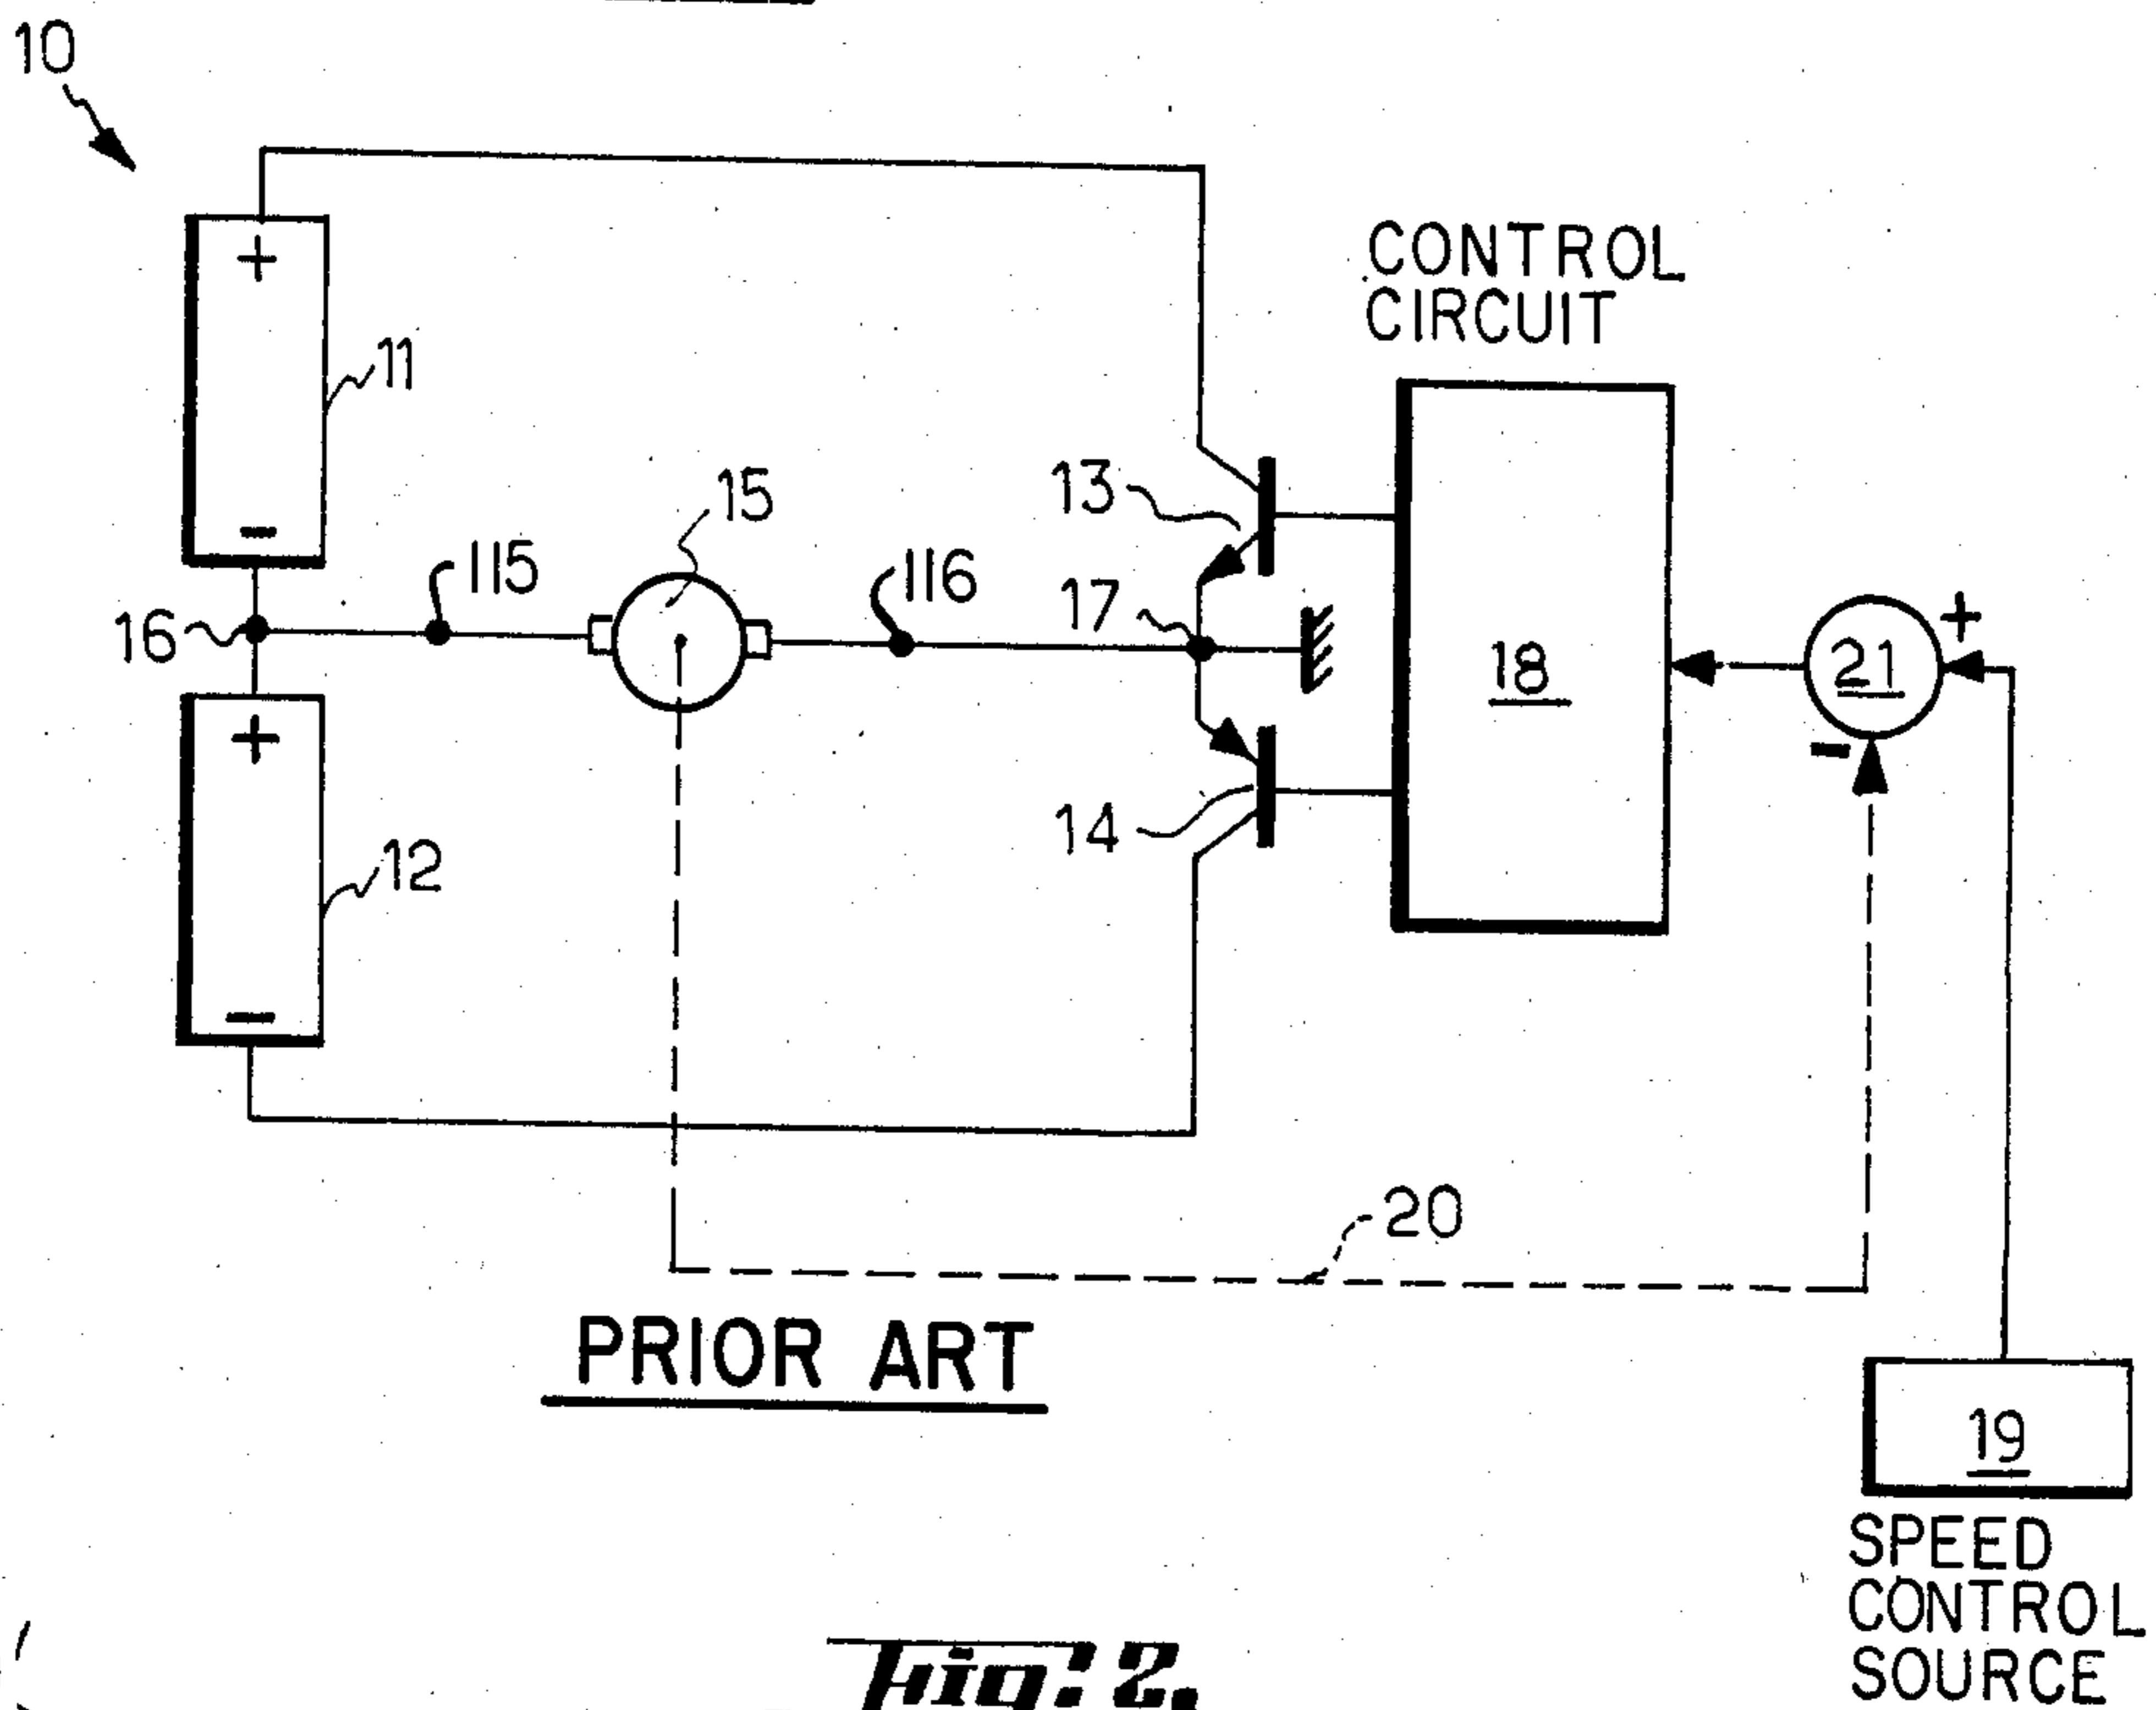 10
+
11
-
CONTROL
CIRCUIT
15
13
115
116
17
16
18
21
+
-
+
14
12
-
20
PRIOR ART
19
SPEED
CONTROL
SOURCE
Fig. 2.